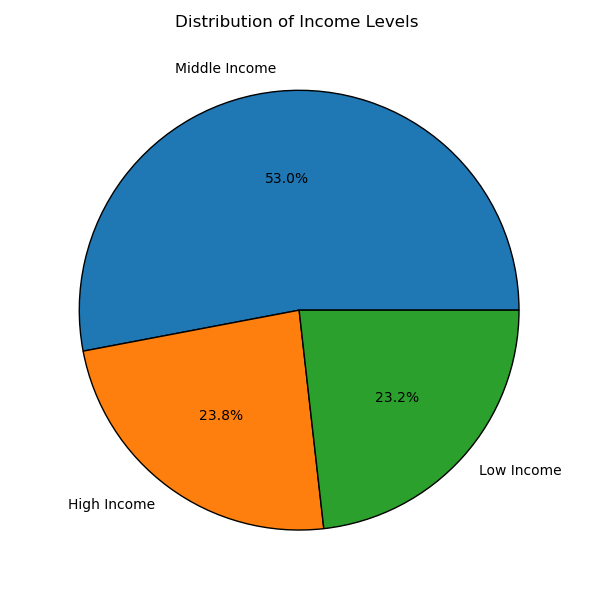 Distribution of Income Levels
Middle Income
53.0%
23.8%
23.2%
High Income
Low Income